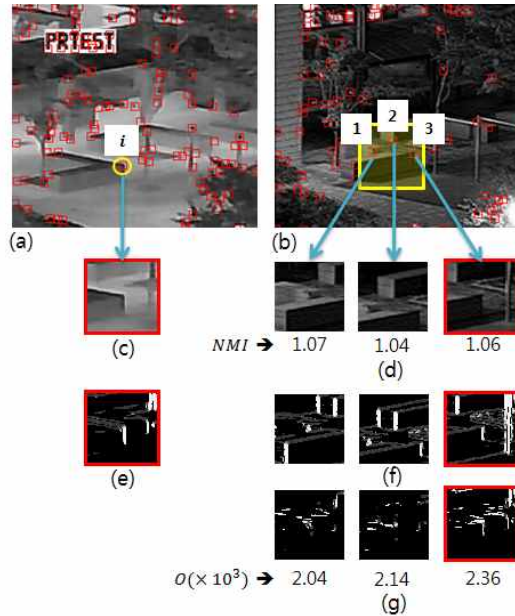 PRTEST
i
1 2 3
(a) (b)
(c) NMI ➔ 1.07 1.04 1.06
(d)
(e) (f)
O(× 10³) ➔ 2.04 2.14 2.36
(g)